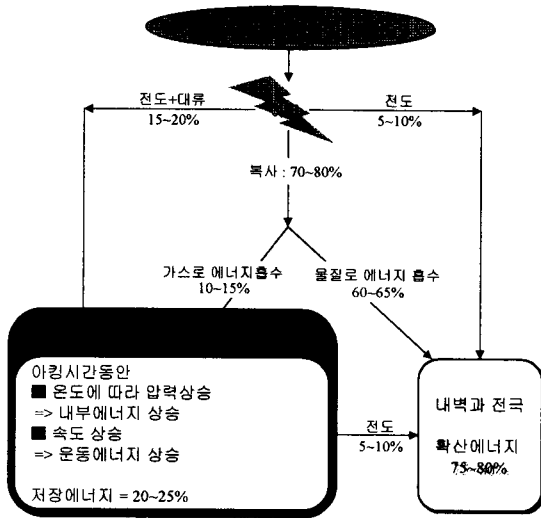 전도+대류
15~20%
전도
5~10%
복사 : 70~80%
가스로 에너지흡수
10~15%
물질로 에너지 흡수
60~65%
아킹시간동안
■ 온도에 따라 압력상승
=> 내부에너지 상승
■ 속도 상승
=> 운동에너지 상승
저장에너지 = 20~25%
전도
5~10%
내벽과 전극
확산에너지
75~80%